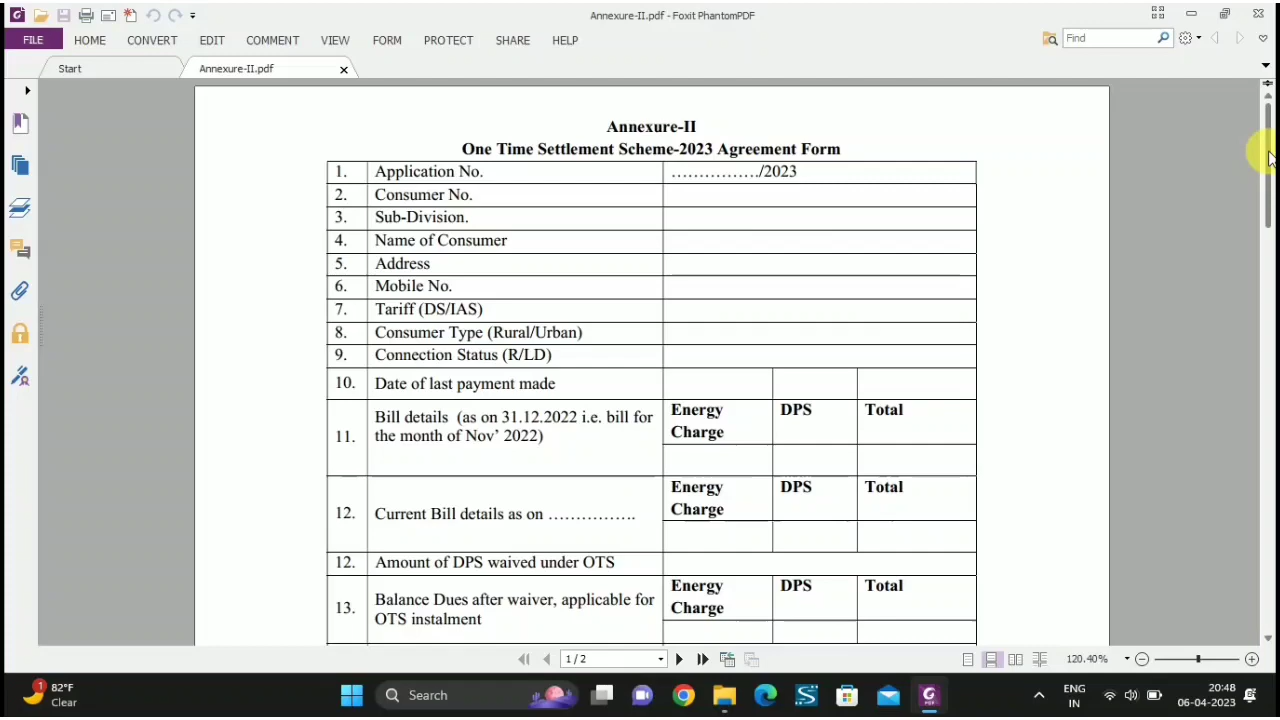 Annexure-II.pdf - Foxit PhantomPDF
FILE HOME CONVERT EDIT COMMENT VIEW FORM PROTECT SHARE HELP Find
Start Annexure-II.pdf
Annexure-II
One Time Settlement Scheme-2023 Agreement Form
1. Application No. ……………./2023
2. Consumer No.
3. Sub-Division.
4. Name of Consumer
5. Address
6. Mobile No.
7. Tariff (DS/IAS)
8. Consumer Type (Rural/Urban)
9. Connection Status (R/LD)
10. Date of last payment made
11. Bill details (as on 31.12.2022 i.e. bill for
the month of Nov’ 2022)
Energy
Charge
DPS
Total
12. Current Bill details as on …………….
Energy
Charge
DPS
Total
12. Amount of DPS waived under OTS
13. Balance Dues after waiver, applicable for
OTS instalment
Energy
Charge
DPS
Total
1 / 2 120.40%
1 82°F
Clear
Search
ENG
IN
20:48
06-04-2023